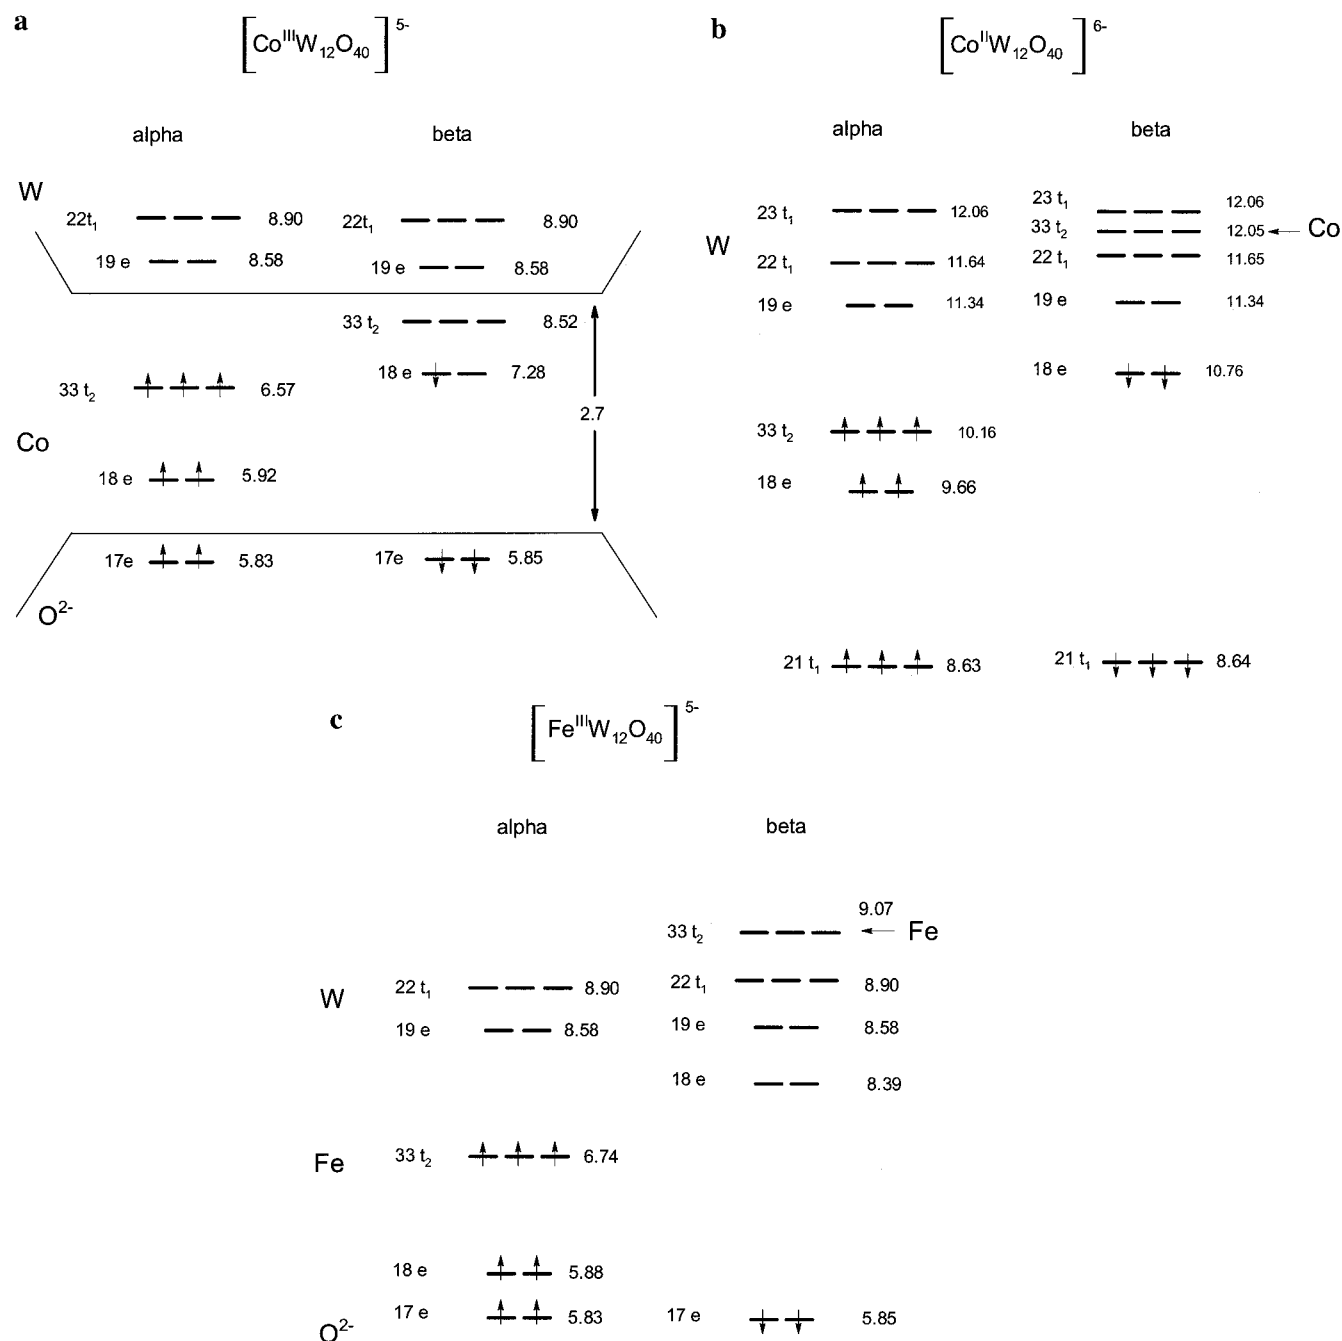 a
[Co^III W12O40]^5-
alpha beta
W
22t1 8.90 22t1 8.90
19 e 8.58 19 e 8.58
33 t2 8.52
18 e 7.28
33 t2 6.57
2.7
Co
18 e 5.92
17e 5.83 17e 5.85
O2-
b
[Co^II W12O40]^6-
alpha beta
23 t1 12.06 23 t1 12.06
33 t2 12.05 Co
W
22 t1 11.64 22 t1 11.65
19 e 11.34 19 e 11.34
18 e 10.76
33 t2 10.16
18 e 9.66
21 t1 8.63 21 t1 8.64
c
[Fe^III W12O40]^5-
alpha beta
9.07
33 t2 Fe
W 22 t1 8.90 22 t1 8.90
19 e 8.58 19 e 8.58
18 e 8.39
Fe 33 t2 6.74
18 e 5.88
17 e 5.83 17 e 5.85
O2-